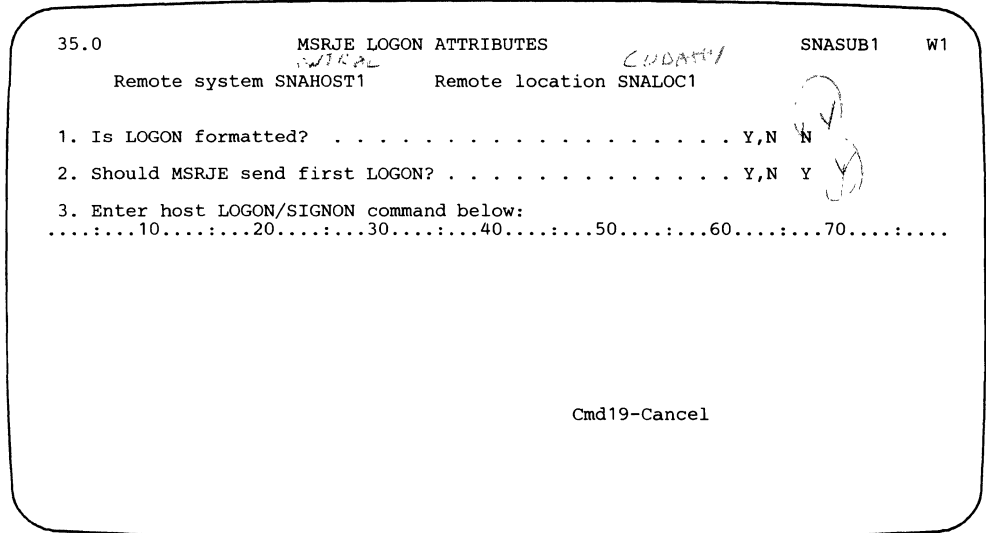 35.0 MSRJE LOGON ATTRIBUTES SNASUB1 W1
CUDAHY
Remote system SNAHOST1 Remote location SNALOC1
1. Is LOGON formatted? . . . . . . . . . . . . . . . . . . Y,N N Y
2. Should MSRJE send first LOGON? . . . . . . . . . . . . . Y,N Y Y
3. Enter host LOGON/SIGNON command below:
....:...10....:...20....:...30....:...40....:...50....:...60....:...70....:....
Cmd19-Cancel